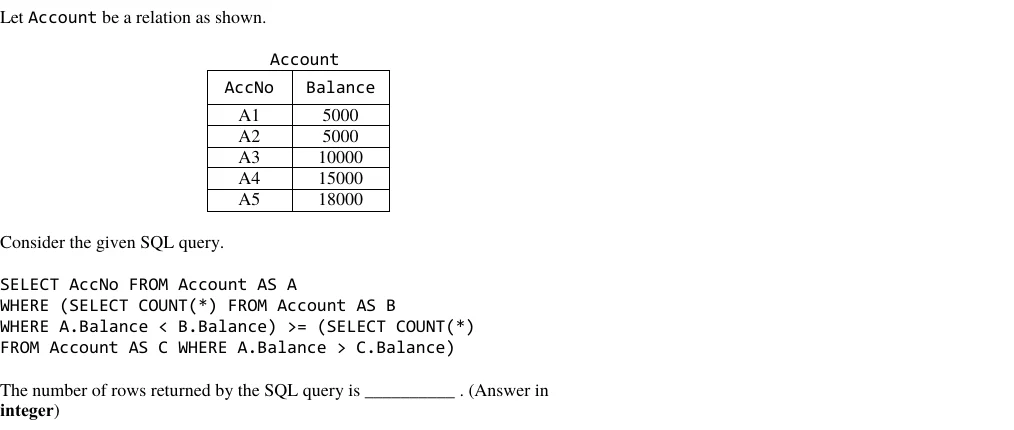 Let Account be a relation as shown.
Account
AccNo Balance
A1 5000
A2 5000
A3 10000
A4 15000
A5 18000
Consider the given SQL query.
SELECT AccNo FROM Account AS A
WHERE (SELECT COUNT(*) FROM Account AS B
WHERE A.Balance < B.Balance) >= (SELECT COUNT(*)
FROM Account AS C WHERE A.Balance > C.Balance)
The number of rows returned by the SQL query is __________ . (Answer in
integer)